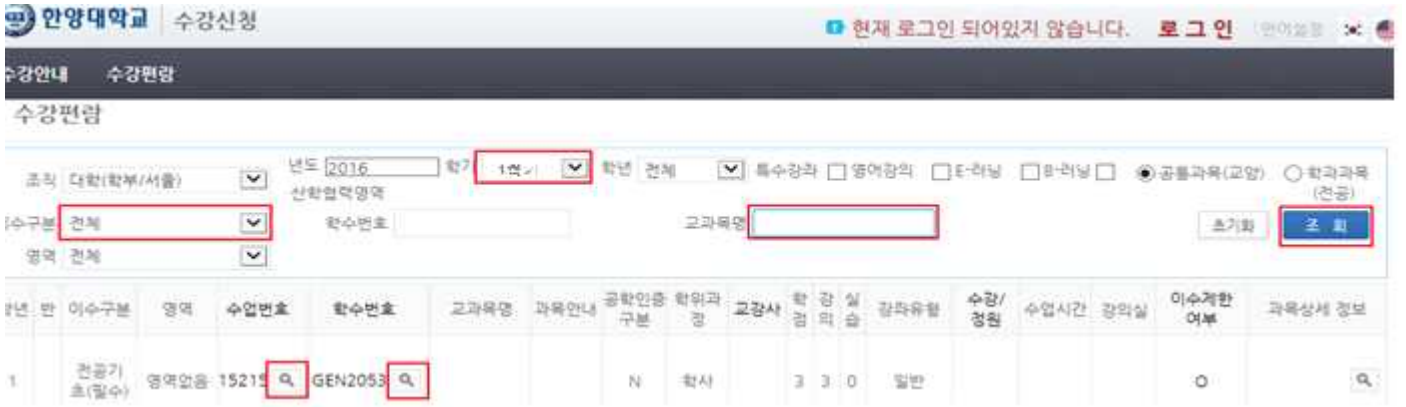 한양대학교 수강신청
현재 로그인 되어있지 않습니다. 로그인
수강안내 수강편람
수강편람
조직 대학(학부/서울) 년도 2016 학기 학년 전체 특수강좌 영어강의 E-러닝 B-러닝 공통과목(교양) 학과과목
산학협력영역 (전공)
전체 학수번호 교과목명 초기화 조 회
영역 전체
반 이수구분 영역 수업번호 학수번호 교과목명 과목안내 공학인증 학위과 교강사 학 강 실 강좌유형 수강/ 수업시간 강의실 이수제한 과목상세 정보
구분 정 점 의 습 정원 여부
전공기
1 영역없음 15215 GEN2053 N 학사 3 3 0 일반 O
초(필수)